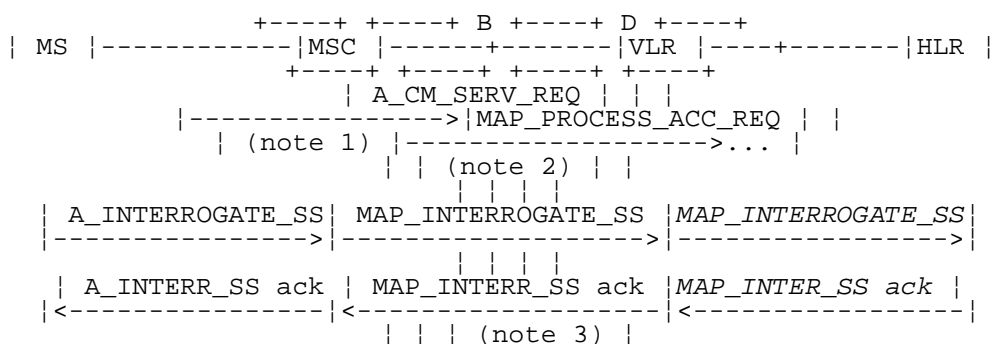 +----+ +----+ B +----+ D +----+
¦ MS ¦------------¦MSC ¦------+-------¦VLR ¦----+-------¦HLR ¦
+----+ +----+ +----+ +----+
¦ A_CM_SERV_REQ ¦ ¦ ¦
¦---------------->¦MAP_PROCESS_ACC_REQ ¦ ¦
¦ (note 1) ¦------------------->... ¦
¦ ¦ (note 2) ¦ ¦
¦ ¦ ¦ ¦
¦ A_INTERROGATE_SS¦ MAP_INTERROGATE_SS ¦MAP_INTERROGATE_SS¦
¦---------------->¦------------------->¦----------------->¦
¦ ¦ ¦ ¦
¦ A_INTERR_SS ack ¦ MAP_INTERR_SS ack ¦MAP_INTER_SS ack ¦
¦<----------------¦<-------------------¦<-----------------¦
¦ ¦ ¦ (note 3) ¦